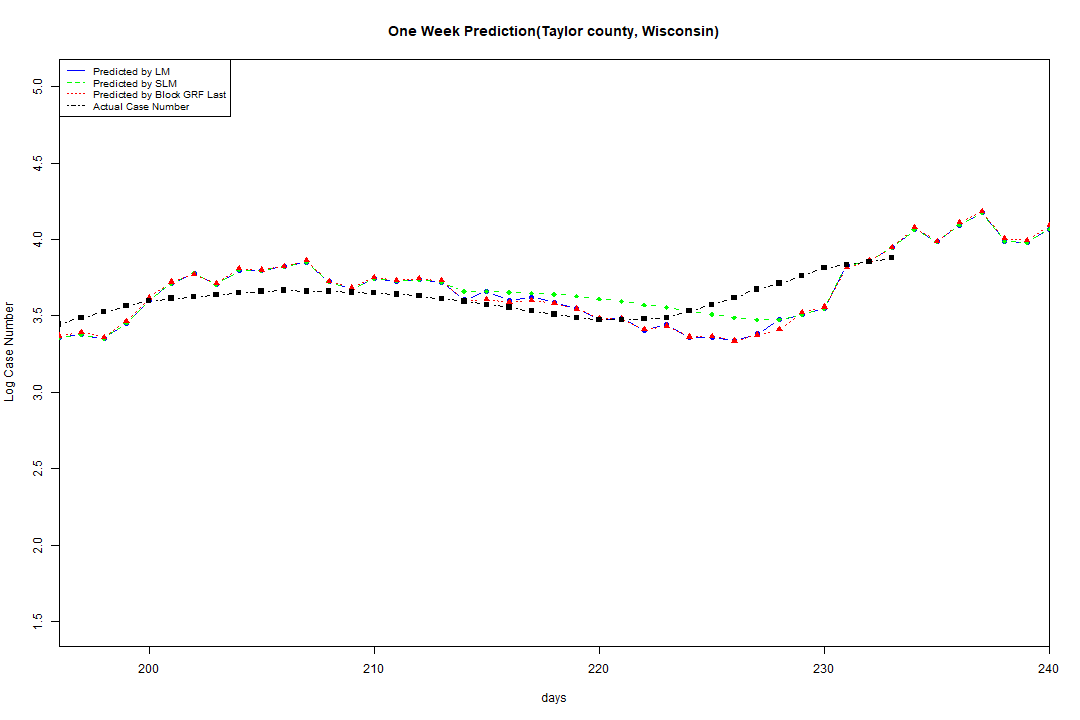 One Week Prediction(Taylor county, Wisconsin)
Predicted by LM
Predicted by SLM
Predicted by Block GRF Last
Actual Case Number
5.0
4.5
4.0
3.5
3.0
2.5
2.0
1.5
Log Case Number
200 210 220 230 240
days